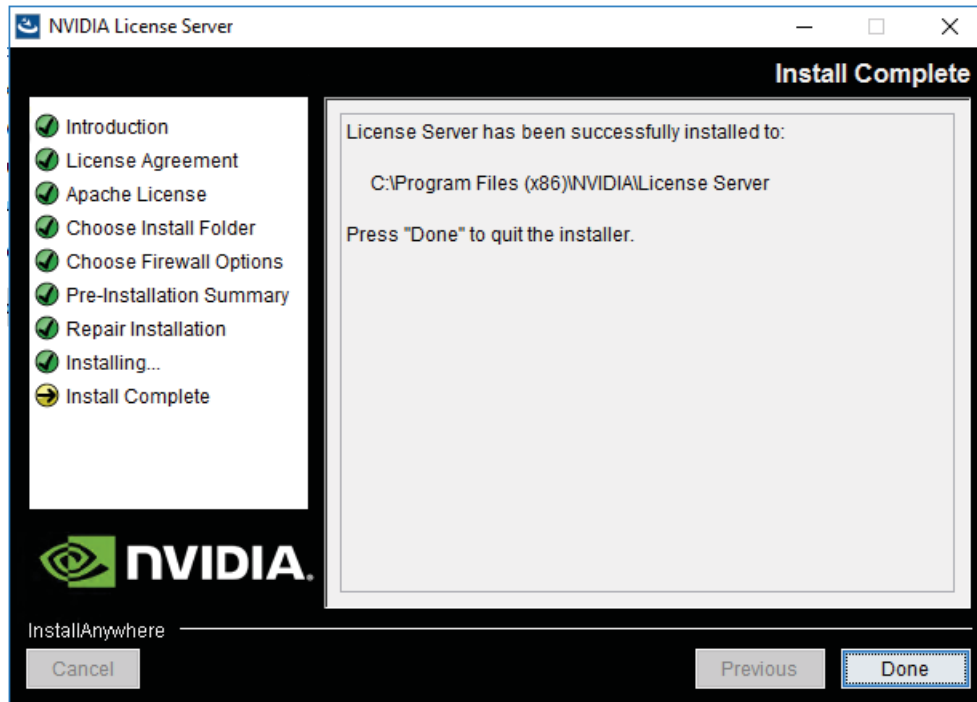 NVIDIA License Server
Install Complete
Introduction
License Agreement
Apache License
Choose Install Folder
Choose Firewall Options
Pre-Installation Summary
Repair Installation
Installing...
Install Complete
License Server has been successfully installed to:
C:\Program Files (x86)\NVIDIA\License Server
Press "Done" to quit the installer.
NVIDIA.
InstallAnywhere
Cancel
Previous
Done